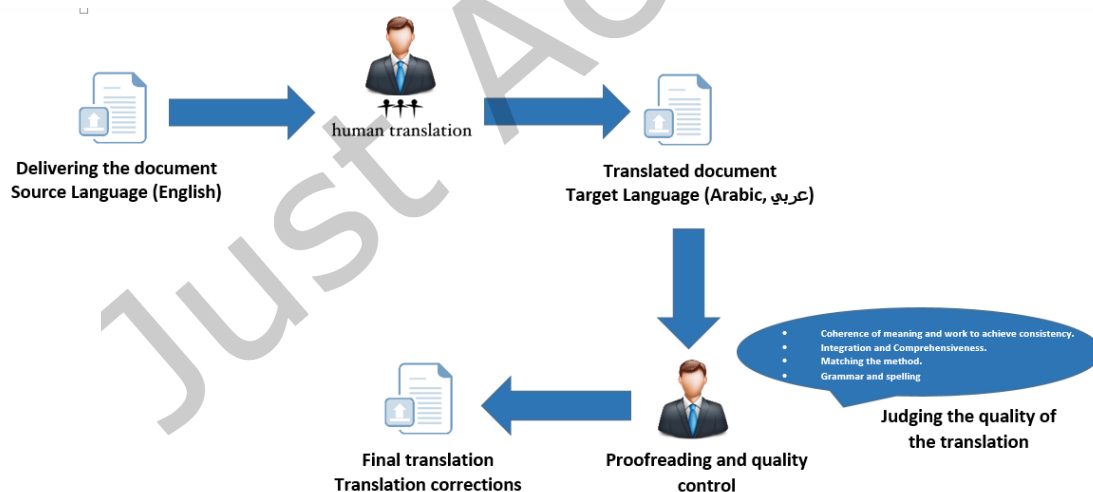 human translation
Delivering the document
Source Language (English)
Translated document
Target Language (Arabic, عربي)
• Coherence of meaning and work to achieve consistency.
• Integration and Comprehensiveness.
• Matching the method.
• Grammar and spelling
Judging the quality of
the translation
Proofreading and quality
control
Final translation
Translation corrections
Just